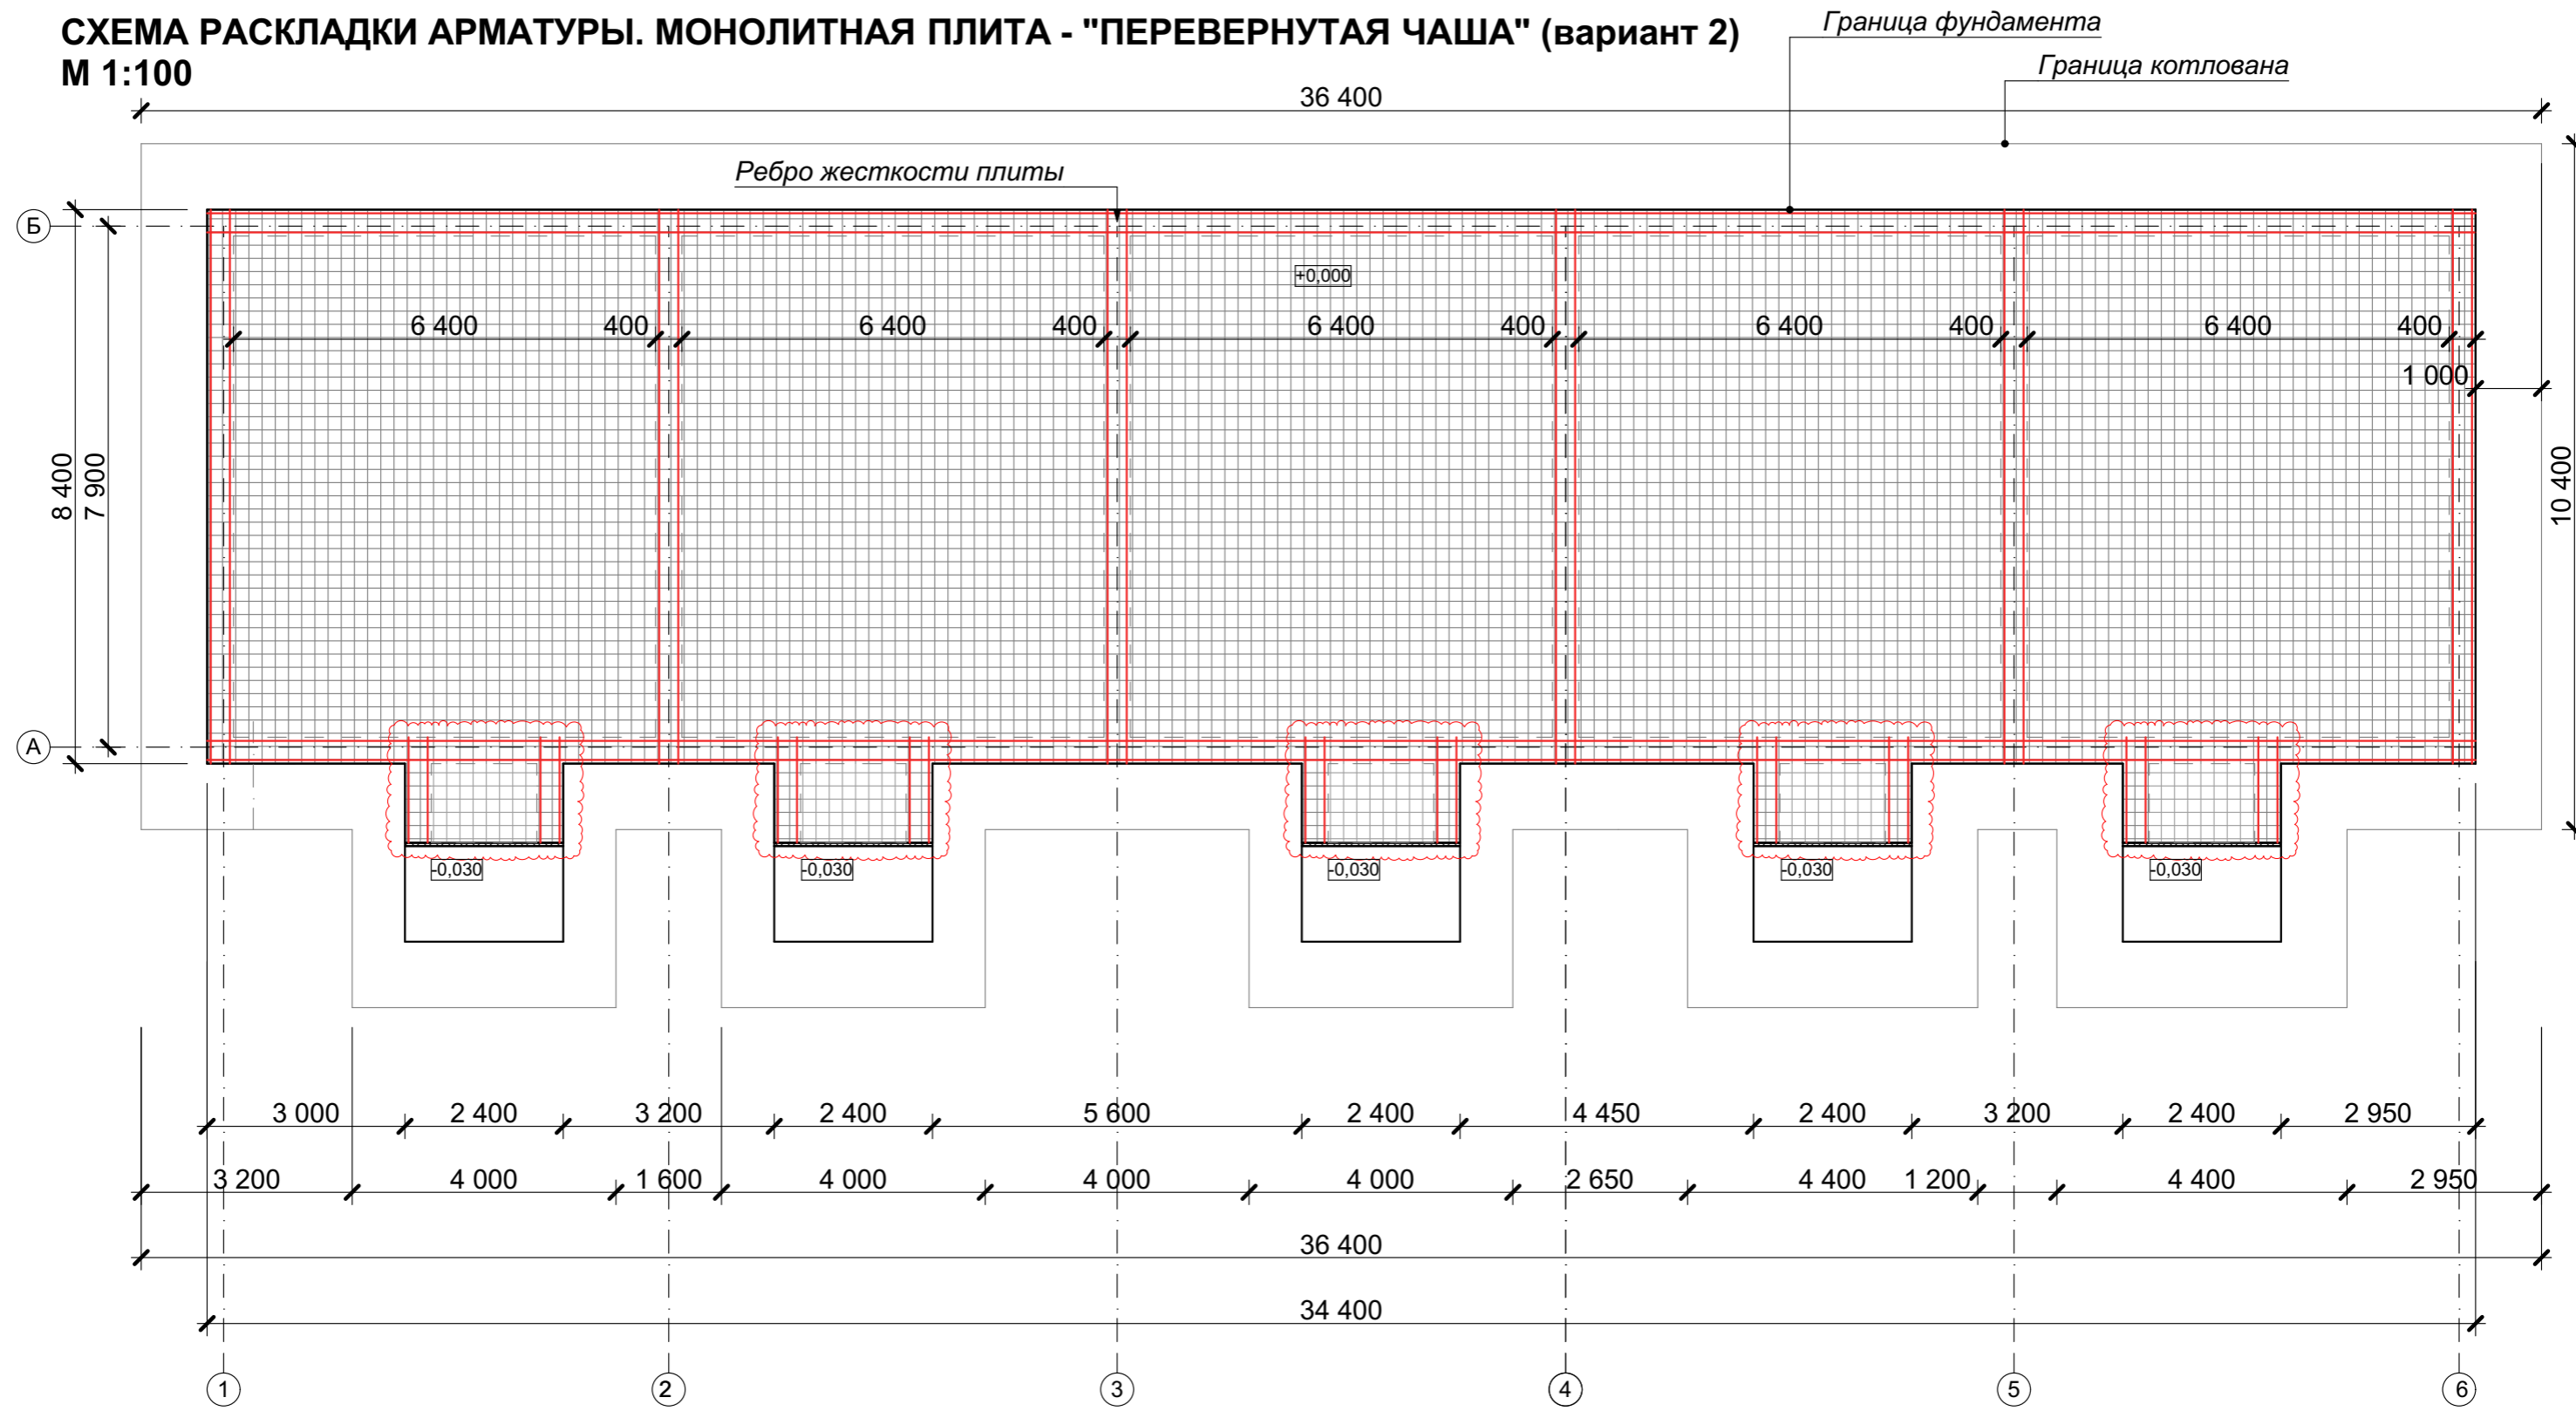 СХЕМА РАСКЛАДКИ АРМАТУРЫ. МОНОЛИТНАЯ ПЛИТА - "ПЕРЕВЕРНУТАЯ ЧАША" (вариант 2)
М 1:100
Граница фундамента
Граница котлована
36 400
Ребро жесткости плиты
Б
+0,000
6 400 400 6 400 400 6 400 400 6 400 400 6 400 400
1 000
8 400
7 900
10 400
А
-0,030 -0,030 -0,030 -0,030 -0,030
3 000 2 400 3 200 2 400 5 600 2 400 4 450 2 400 3 200 2 400 2 950
3 200 4 000 1 600 4 000 4 000 4 000 2 650 4 400 1 200 4 400 2 950
36 400
34 400
1 2 3 4 5 6